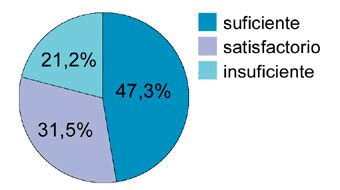 suficiente
satisfactorio
insuficiente
21,2%
47,3%
31,5%